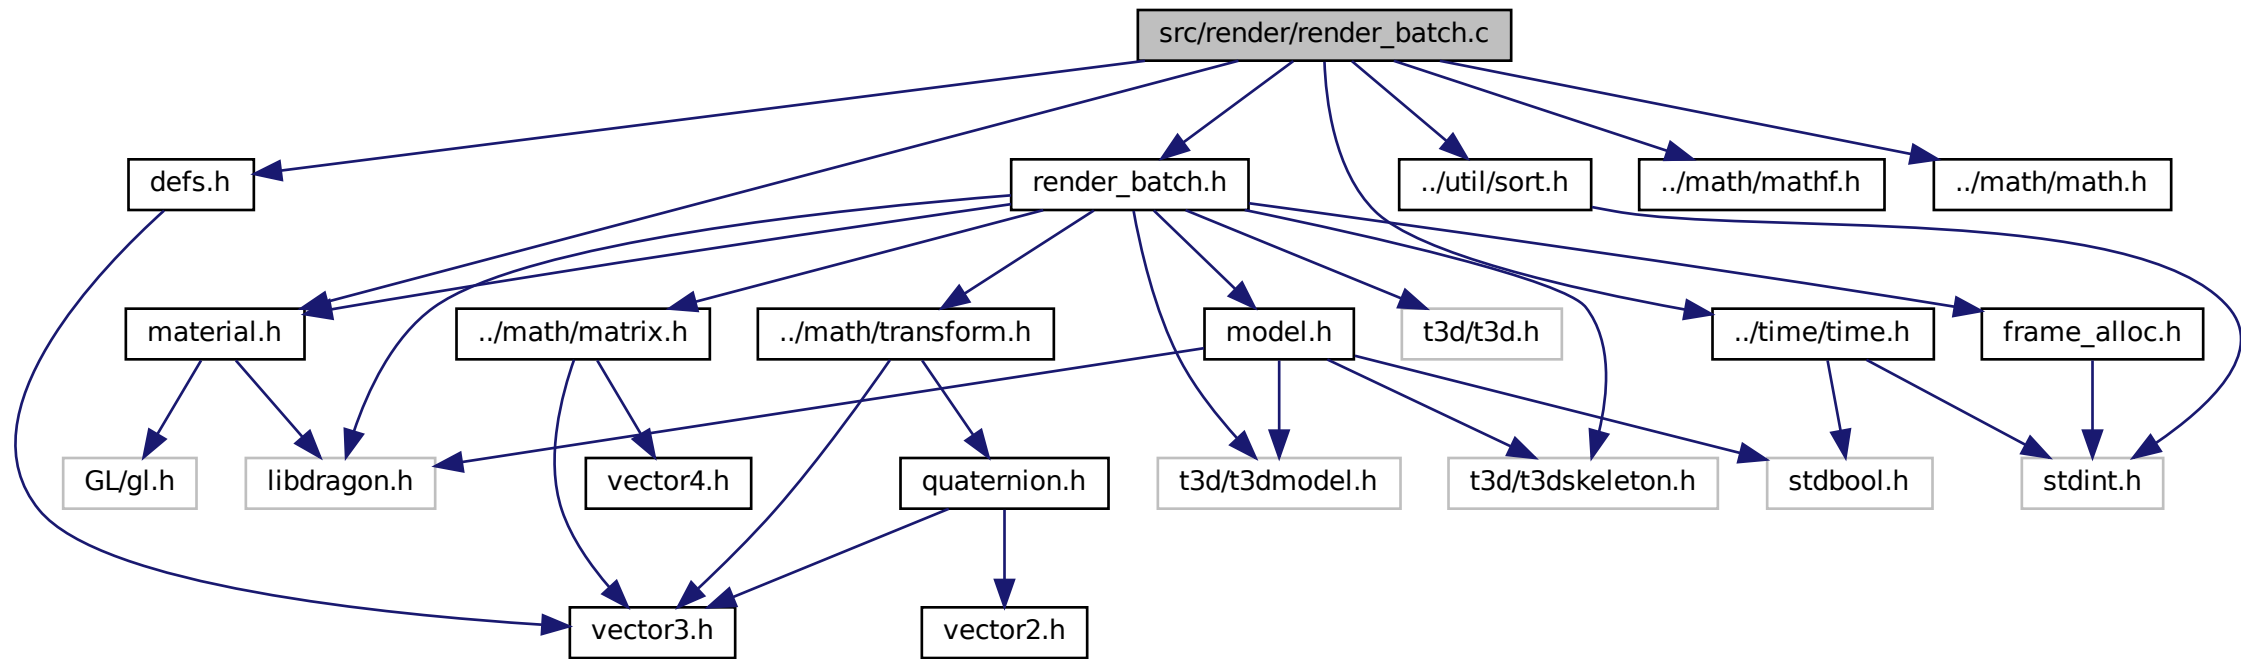 src/render/render_batch.c
defs.h
render_batch.h
../util/sort.h
../math/mathf.h
../math/math.h
material.h
../math/matrix.h
../math/transform.h
model.h
t3d/t3d.h
../time/time.h
frame_alloc.h
GL/gl.h
libdragon.h
vector4.h
quaternion.h
t3d/t3dmodel.h
t3d/t3dskeleton.h
stdbool.h
stdint.h
vector3.h
vector2.h